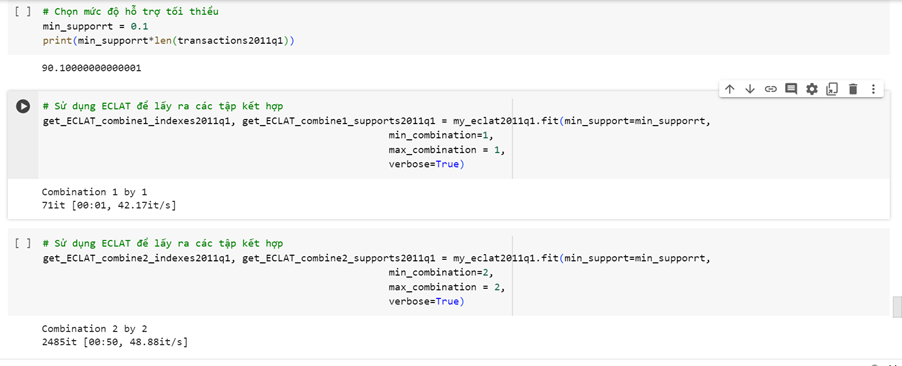 [ ] # Chọn mức độ hỗ trợ tối thiểu
min_supporrt = 0.1
print(min_supporrt*len(transactions2011q1))
90.10000000000001
# Sử dụng ECLAT để lấy ra các tập kết hợp
get_ECLAT_combine1_indexes2011q1, get_ECLAT_combine1_supports2011q1 = my_eclat2011q1.fit(min_support=min_supporrt,
min_combination=1,
max_combination = 1,
verbose=True)
Combination 1 by 1
71it [00:01, 42.17it/s]
[ ] # Sử dụng ECLAT để lấy ra các tập kết hợp
get_ECLAT_combine2_indexes2011q1, get_ECLAT_combine2_supports2011q1 = my_eclat2011q1.fit(min_support=min_supporrt,
min_combination=2,
max_combination = 2,
verbose=True)
Combination 2 by 2
2485it [00:50, 48.88it/s]